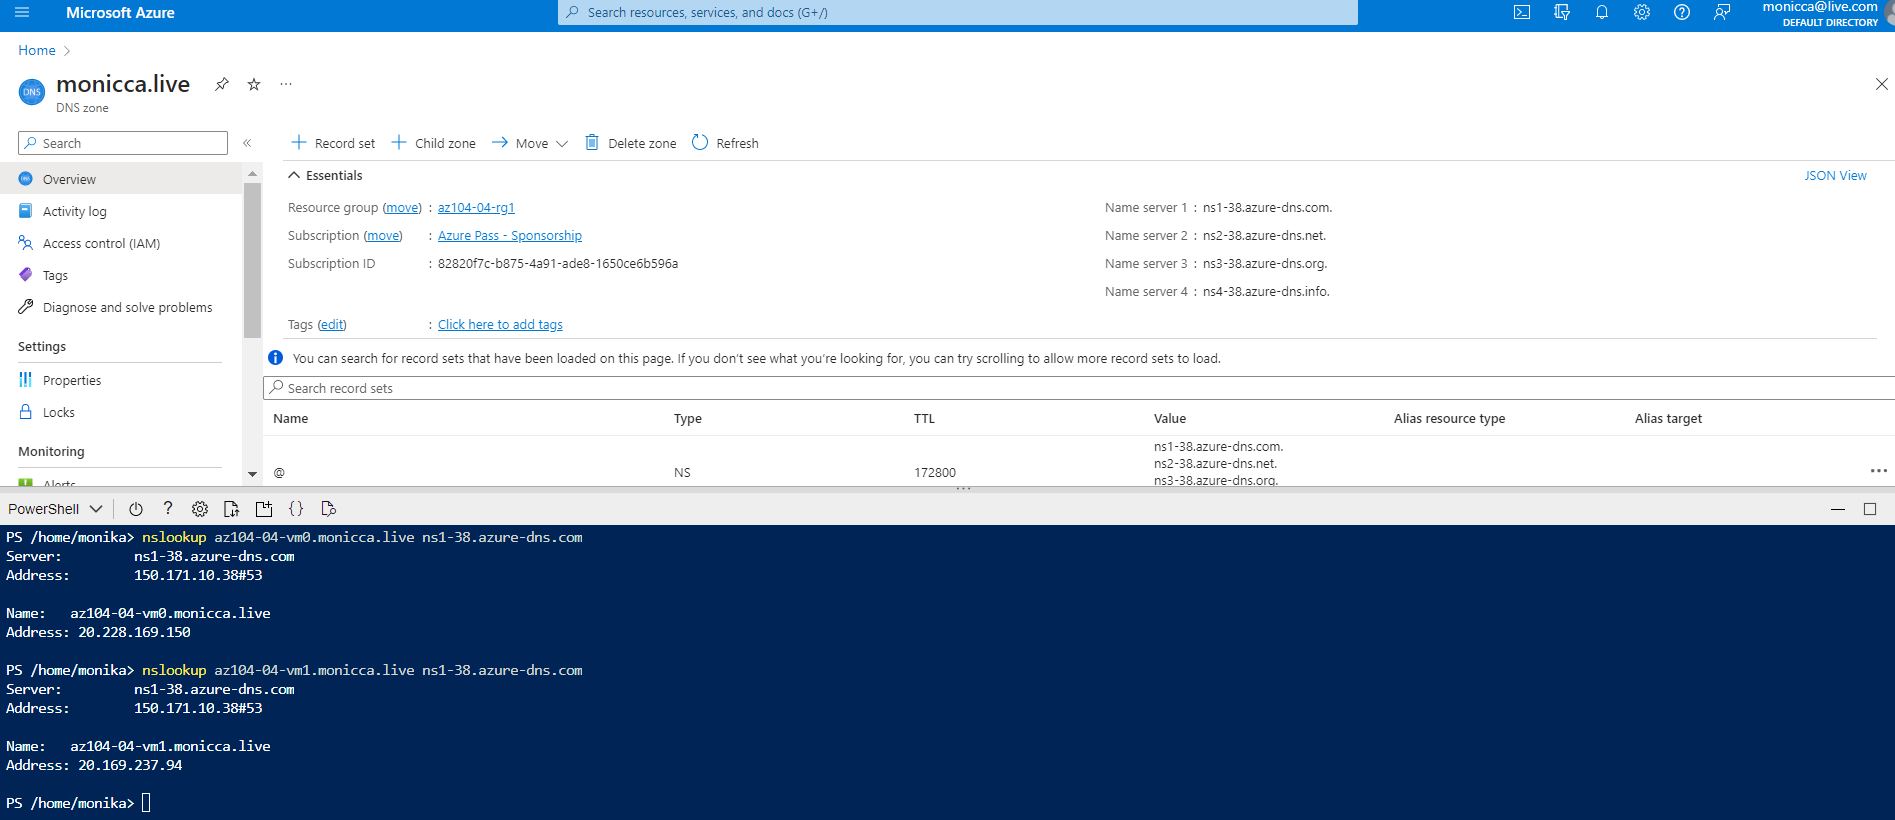 Microsoft Azure
Search resources, services, and docs (G+/)
monicca@live.com
DEFAULT DIRECTORY
Home
DNS
monicca.live
DNS zone
Search
«
Record set
Child zone
Move
Delete zone
Refresh
Overview
Activity log
Access control (IAM)
Tags
Diagnose and solve problems
Settings
Properties
Locks
Monitoring
Alerts
Essentials
JSON View
Resource group (move) : az104-04-rg1
Subscription (move) : Azure Pass - Sponsorship
Subscription ID : 82820f7c-b875-4a91-ade8-1650ce6b596a
Name server 1 : ns1-38.azure-dns.com.
Name server 2 : ns2-38.azure-dns.net.
Name server 3 : ns3-38.azure-dns.org.
Name server 4 : ns4-38.azure-dns.info.
Tags (edit) : Click here to add tags
You can search for record sets that have been loaded on this page. If you don't see what you're looking for, you can try scrolling to allow more record sets to load.
Search record sets
Name Type TTL Value Alias resource type Alias target
@ NS 172800
ns1-38.azure-dns.com.
ns2-38.azure-dns.net.
ns3-38.azure-dns.org.
PowerShell
PS /home/monika> nslookup az104-04-vm0.monicca.live ns1-38.azure-dns.com
Server: ns1-38.azure-dns.com
Address: 150.171.10.38#53
Name: az104-04-vm0.monicca.live
Address: 20.228.169.150
PS /home/monika> nslookup az104-04-vm1.monicca.live ns1-38.azure-dns.com
Server: ns1-38.azure-dns.com
Address: 150.171.10.38#53
Name: az104-04-vm1.monicca.live
Address: 20.169.237.94
PS /home/monika>